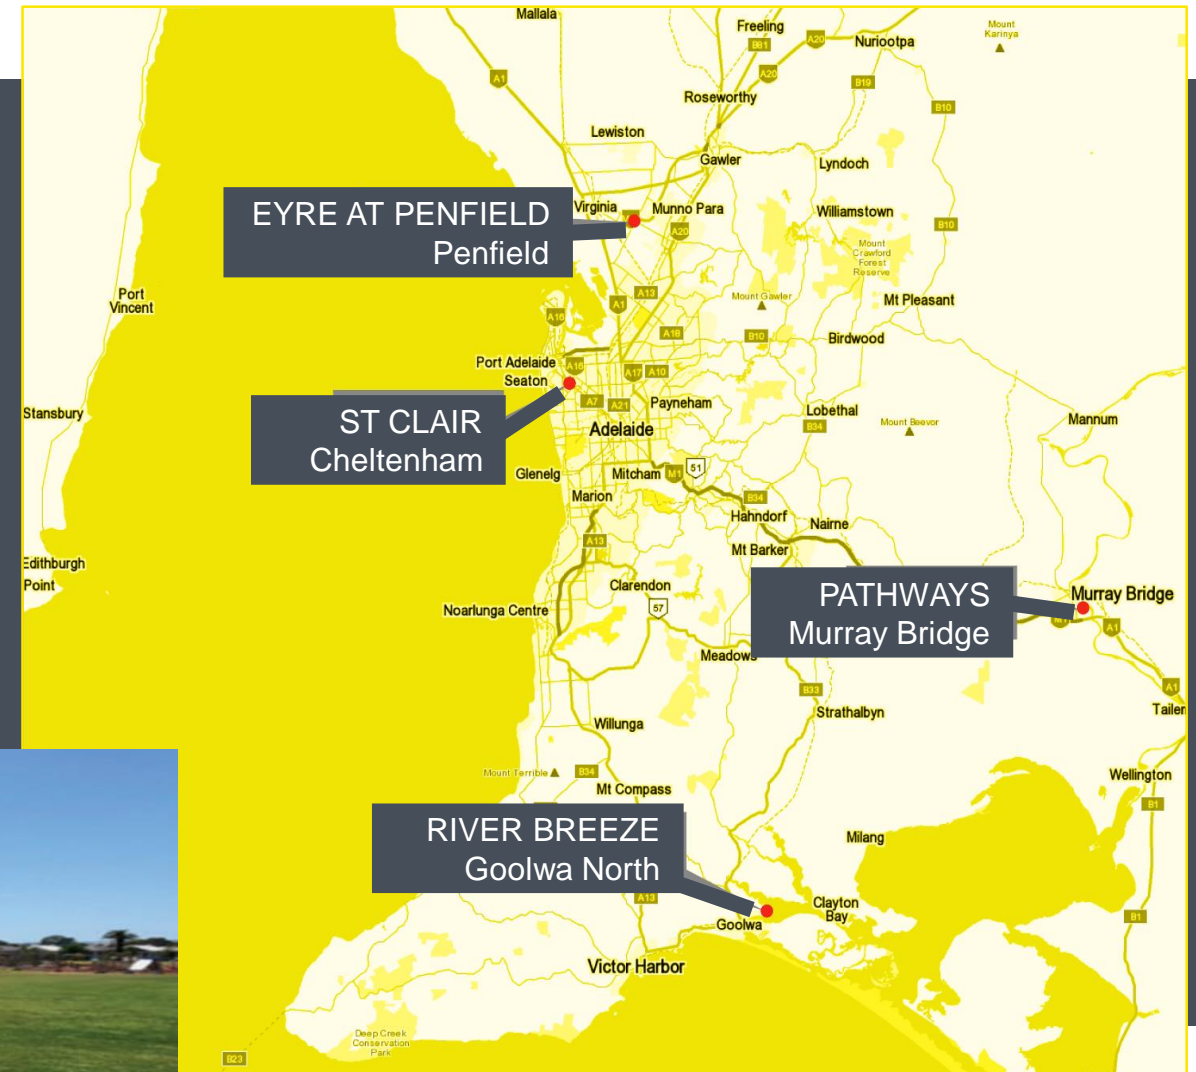 Mallala
Freeling
Mount
Karinya
B81
A20
Nuriootpa
A1
A20
B19
Roseworthy
B10
Lewiston
Gawler
Lyndoch
EYRE AT PENFIELD
Penfield
Virginia
Munno Para
Williamstown
A20
B10
Mount
Crawford
Forest
Reserve
Port
Vincent
A13
Mount Gawler
Mt Pleasant
A16
A1
A18
B10
Birdwood
Port Adelaide
A16
Seaton
A17
A10
ST CLAIR
Cheltenham
A7
A21
Payneham
Lobethal
B34
Mount Beevor
Mannum
Stansbury
Adelaide
Glenelg
Mitcham
M1
51
Marion
B34
Hahndorf
Nairne
A13
Mt Barker
Edithburgh
Point
Clarendon
57
Noarlunga Centre
PATHWAYS
Murray Bridge
Murray Bridge
M1
A1
Meadows
B33
A1
Strathalbyn
Tailem
Willunga
Mount Terrible
B34
Wellington
Mt Compass
B1
RIVER BREEZE
Goolwa North
Milang
A13
Clayton
Bay
Goolwa
B1
Victor Harbor
Deep Creek
Conservation
Park
B23